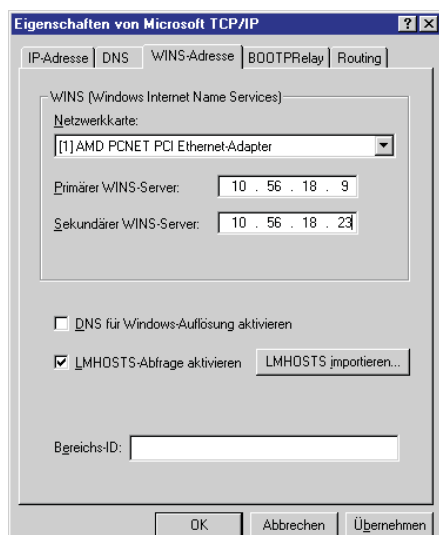 Eigenschaften von Microsoft TCP/IP
IP-Adresse DNS WINS-Adresse BOOTPRelay Routing
WINS (Windows Internet Name Services)
Netzwerkkarte:
[1] AMD PCNET PCI Ethernet-Adapter
Primärer WINS-Server: 10 . 56 . 18 . 9
Sekundärer WINS-Server: 10 . 56 . 18 . 23
DNS für Windows-Auflösung aktivieren
LMHOSTS-Abfrage aktivieren LMHOSTS importieren...
Bereichs-ID:
OK Abbrechen Übernehmen